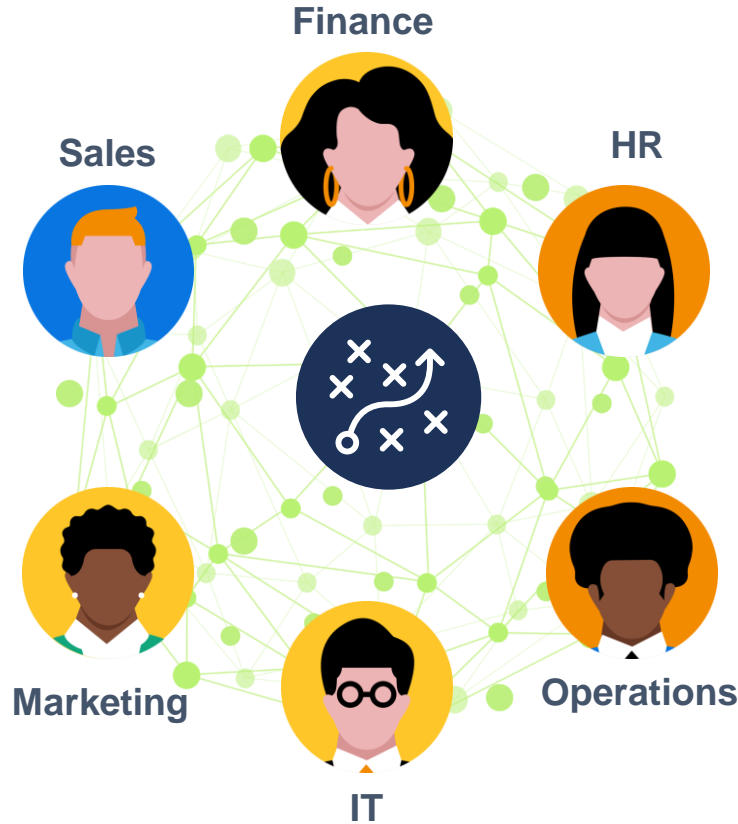 Finance
Sales
HR
Marketing
Operations
IT